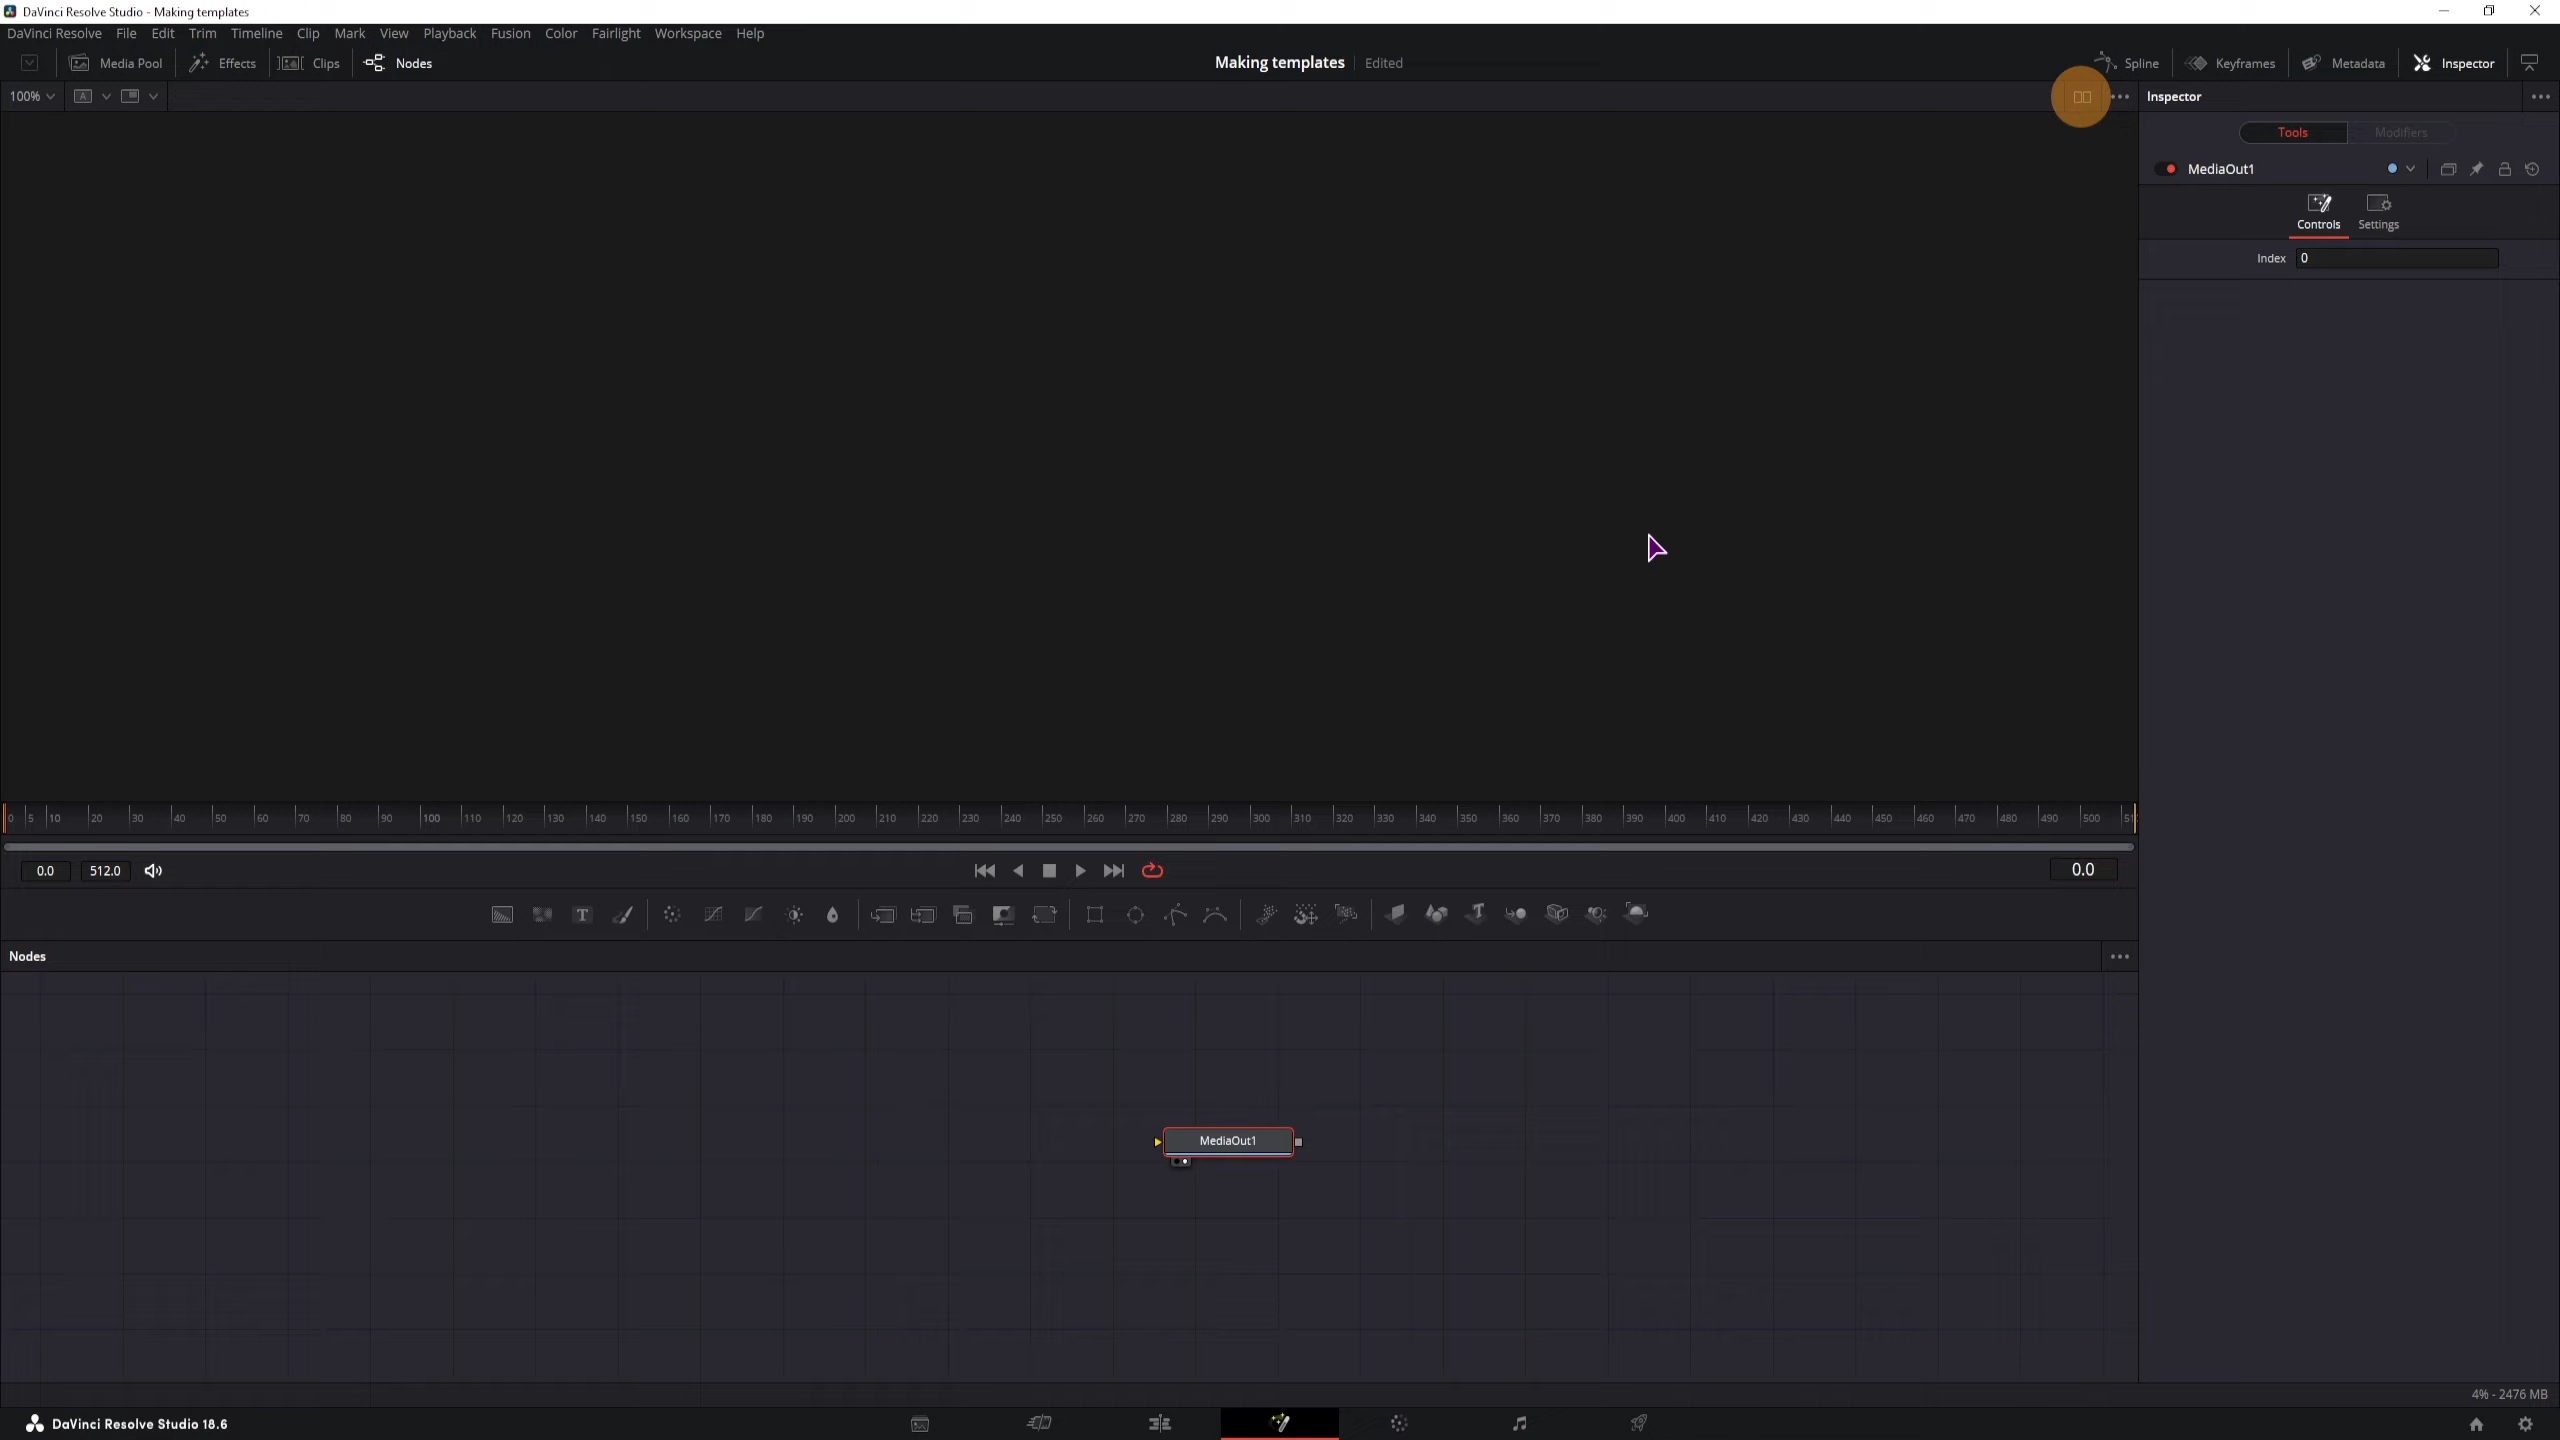 DaVinci Resolve Studio - Making templates
DaVinci Resolve File Edit Trim Timeline Clip Mark View Playback Fusion Color Fairlight Workspace Help
Media Pool Effects Clips Nodes Making templates Edited Spline Keyframes Metadata Inspector
100% A Inspector
Tools Modifiers
MediaOut1
Controls Settings
Index 0
0 5 10 20 30 40 50 60 70 80 90 100 110 120 130 140 150 160 170 180 190 200 210 220 230 240 250 260 270 280 290 300 310 320 330 340 350 360 370 380 390 400 410 420 430 440 450 460 470 480 490 500
0.0 512.0 0.0
T
Nodes
MediaOut1
4% - 2476 MB
DaVinci Resolve Studio 18.6